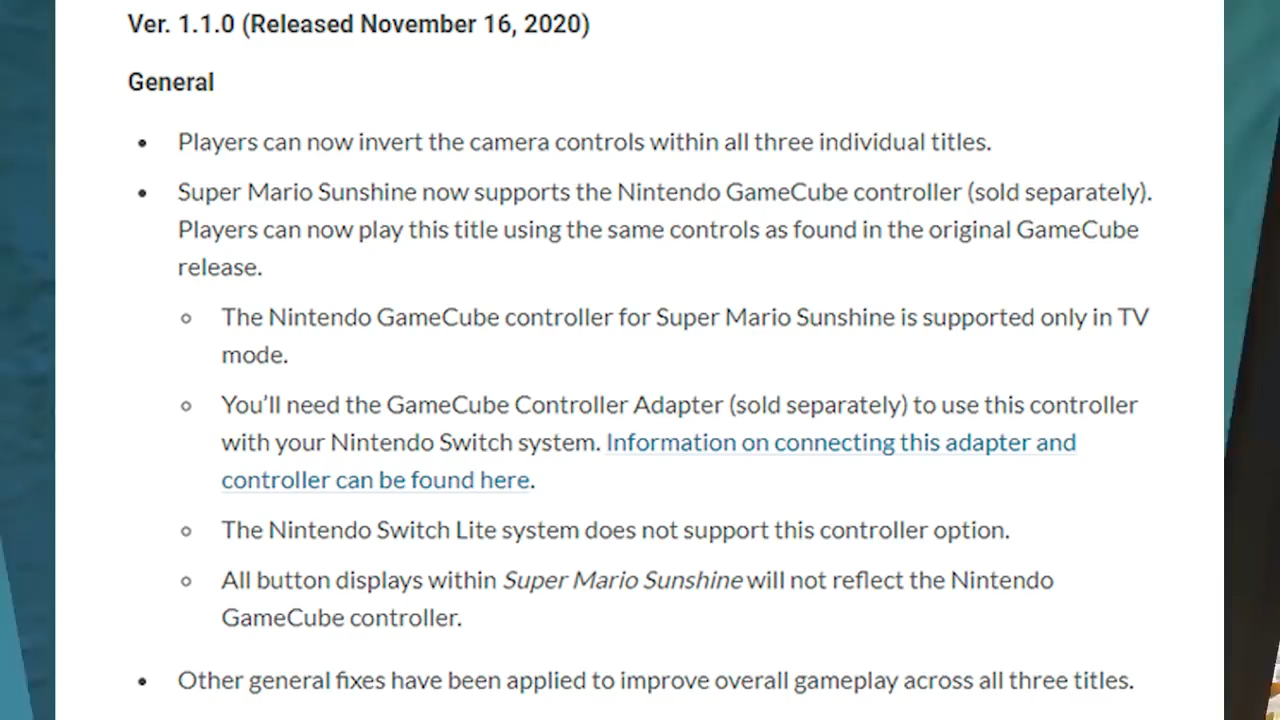 Ver. 1.1.0 (Released November 16, 2020)
General
• Players can now invert the camera controls within all three individual titles.
• Super Mario Sunshine now supports the Nintendo GameCube controller (sold separately).
Players can now play this title using the same controls as found in the original GameCube
release.
○ The Nintendo GameCube controller for Super Mario Sunshine is supported only in TV
mode.
○ You’ll need the GameCube Controller Adapter (sold separately) to use this controller
with your Nintendo Switch system. Information on connecting this adapter and
controller can be found here.
○ The Nintendo Switch Lite system does not support this controller option.
○ All button displays within Super Mario Sunshine will not reflect the Nintendo
GameCube controller.
• Other general fixes have been applied to improve overall gameplay across all three titles.